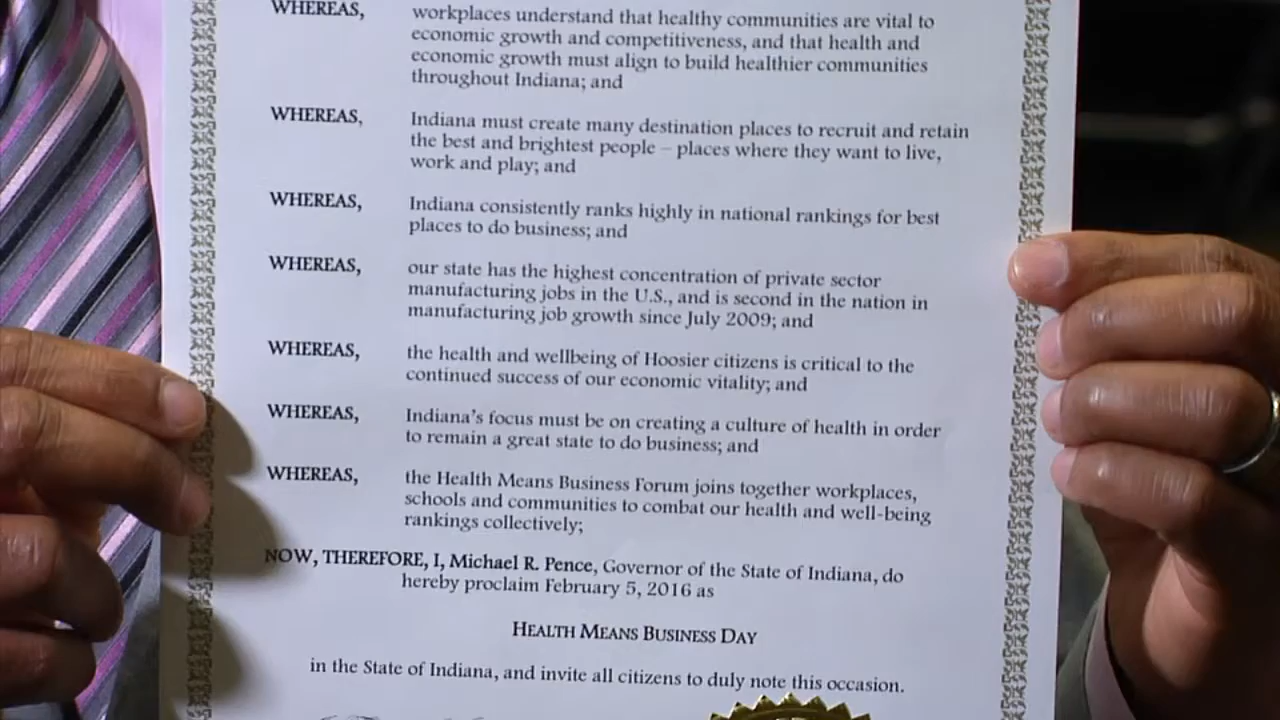 WHEREAS, workplaces understand that healthy communities are vital to
economic growth and competitiveness, and that health and
economic growth must align to build healthier communities
throughout Indiana; and
WHEREAS, Indiana must create many destination places to recruit and retain
the best and brightest people – places where they want to live,
work and play; and
WHEREAS, Indiana consistently ranks highly in national rankings for best
places to do business; and
WHEREAS, our state has the highest concentration of private sector
manufacturing jobs in the U.S., and is second in the nation in
manufacturing job growth since July 2009; and
WHEREAS, the health and wellbeing of Hoosier citizens is critical to the
continued success of our economic vitality; and
WHEREAS, Indiana's focus must be on creating a culture of health in order
to remain a great state to do business; and
WHEREAS, the Health Means Business Forum joins together workplaces,
schools and communities to combat our health and well-being
rankings collectively;
NOW, THEREFORE, I, Michael R. Pence, Governor of the State of Indiana, do
hereby proclaim February 5, 2016 as
HEALTH MEANS BUSINESS DAY
in the State of Indiana, and invite all citizens to duly note this occasion.